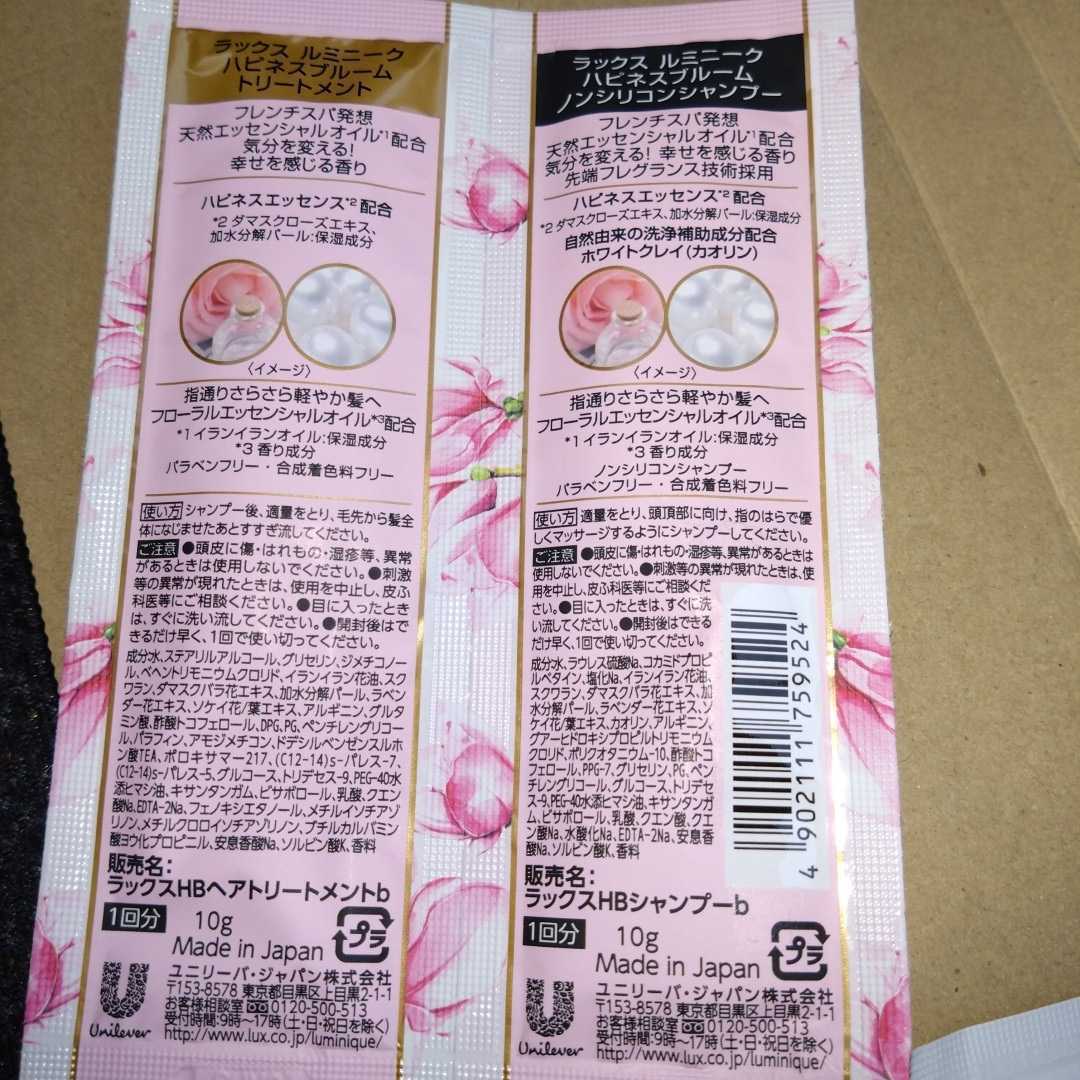 ラックス ルミニーク
ハピネスブルーム
トリートメント
フレンチスパ発想
天然エッセンシャルオイル*1配合
気分を変える!
幸せを感じる香り
ハピネスエッセンス*2配合
*2 ダマスクローズエキス、
加水分解パール:保湿成分
〈イメージ〉
指通りさらさら軽やか髪へ
フローラルエッセンシャルオイル*3配合
*1 イランイランオイル:保湿成分
*3 香り成分
パラベンフリー・合成着色料フリー
使い方 シャンプー後、適量をとり、毛先から髪全
体になじませたあとすすぎ流してください。
ご注意 ●頭皮に傷・はれもの・湿疹等、異常
があるときは使用しないでください。●刺激
等の異常が現れたときは、使用を中止し、皮ふ
科医等にご相談ください。●目に入ったとき
は、すぐに洗い流してください。●開封後はで
きるだけ早く、1回で使い切ってください。
成分:水、ステアリルアルコール、グリセリン、ジメチコノー
ル、ベヘントリモニウムクロリド、イランイラン花油、スク
ワラン、ダマスクバラ花エキス、加水分解パール、ラベン
ダー花エキス、ソケイ花/葉エキス、アルギニン、グルタ
ミン酸、酢酸トコフェロール、DPG、PG、ペンチレングリコー
ル、パラフィン、アモジメチコン、ドデシルベンゼンスルホ
ン酸TEA、ポロキサマー217、(C12-14)s-パレス-7、
(C12-14)s-パレス-5、グルコース、トリデセス-9、PEG-40水
添ヒマシ油、キサンタンガム、ビサボロール、乳酸、クエン
酸Na、EDTA-2Na、フェノキシエタノール、メチルイソチアゾ
リノン、メチルクロロイソチアゾリノン、ブチルカルバミン
酸ヨウ化プロピニル、安息香酸Na、ソルビン酸K、香料
販売名:
ラックスHBヘアトリートメントb
1回分 10g
Made in Japan
プラ
ユニリーバ・ジャパン株式会社
〒153-8578 東京都目黒区上目黒2-1-1
お客様相談室 0120-500-513
受付時間:9時〜17時(土・日・祝日を除く)
http://www.lux.co.jp/luminique/
Unilever
ラックス ルミニーク
ハピネスブルーム
ノンシリコンシャンプー
フレンチスパ発想
天然エッセンシャルオイル*1配合
気分を変える! 幸せを感じる香り
先端フレグランス技術採用
ハピネスエッセンス*2配合
*2 ダマスクローズエキス、加水分解パール:保湿成分
自然由来の洗浄補助成分配合
ホワイトクレイ(カオリン)
〈イメージ〉
指通りさらさら軽やか髪へ
フローラルエッセンシャルオイル*3配合
*1 イランイランオイル:保湿成分
*3 香り成分
ノンシリコンシャンプー
パラベンフリー・合成着色料フリー
使い方 適量をとり、頭頂部に向け、指のはらで優
しくマッサージするようにシャンプーしてください。
ご注意 ●頭皮に傷・はれもの・湿疹等、異常があるときは
使用しないでください。●刺激等の異常が現れたときは、使
用を中止し、皮ふ科医等にご相談くだ
さい。●目に入ったときは、すぐに洗
い流してください。●開封後はできる
だけ早く、1回で使い切ってください。
成分:水、ラウレス硫酸Na、コカミドプロピ
ルベタイン、塩化Na、イランイラン花油、
スクワラン、ダマスクバラ花エキス、加
水分解パール、ラベンダー花エキス、ソ
ケイ花/葉エキス、カオリン、アルギニン、
グアーヒドロキシプロピルトリモニウム
クロリド、ポリクオタニウム-10、酢酸トコ
フェロール、PPG-7、グリセリン、PG、ペン
チレングリコール、グルコース、トリデセ
ス-9、PEG-40水添ヒマシ油、キサンタンガ
ム、ビサボロール、乳酸、クエン酸、クエン
酸Na、水酸化Na、EDTA-2Na、安息香
酸Na、ソルビン酸K、香料
4 902111 759524
販売名:
ラックスHBシャンプーb
1回分 10g
Made in Japan
プラ
ユニリーバ・ジャパン株式会社
〒153-8578 東京都目黒区上目黒2-1-1
お客様相談室 0120-500-513
受付時間:9時〜17時(土・日・祝日を除く)
http://www.lux.co.jp/luminique/
Unilever